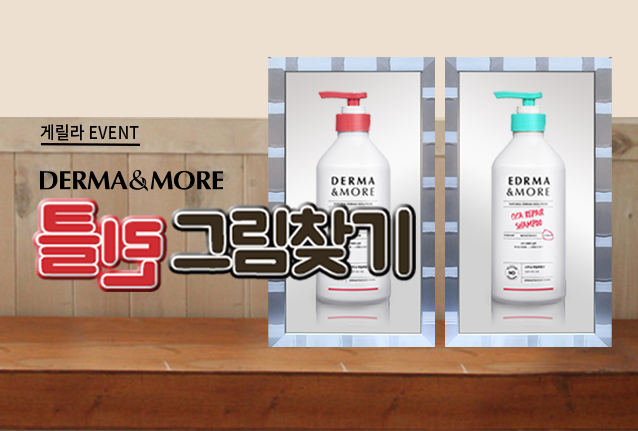 게릴라 EVENT
DERMA&MORE
틀린그림찾기
DERMA
&MORE
EDRMA
&MORE
CICA REPAIR
SHAMPOO